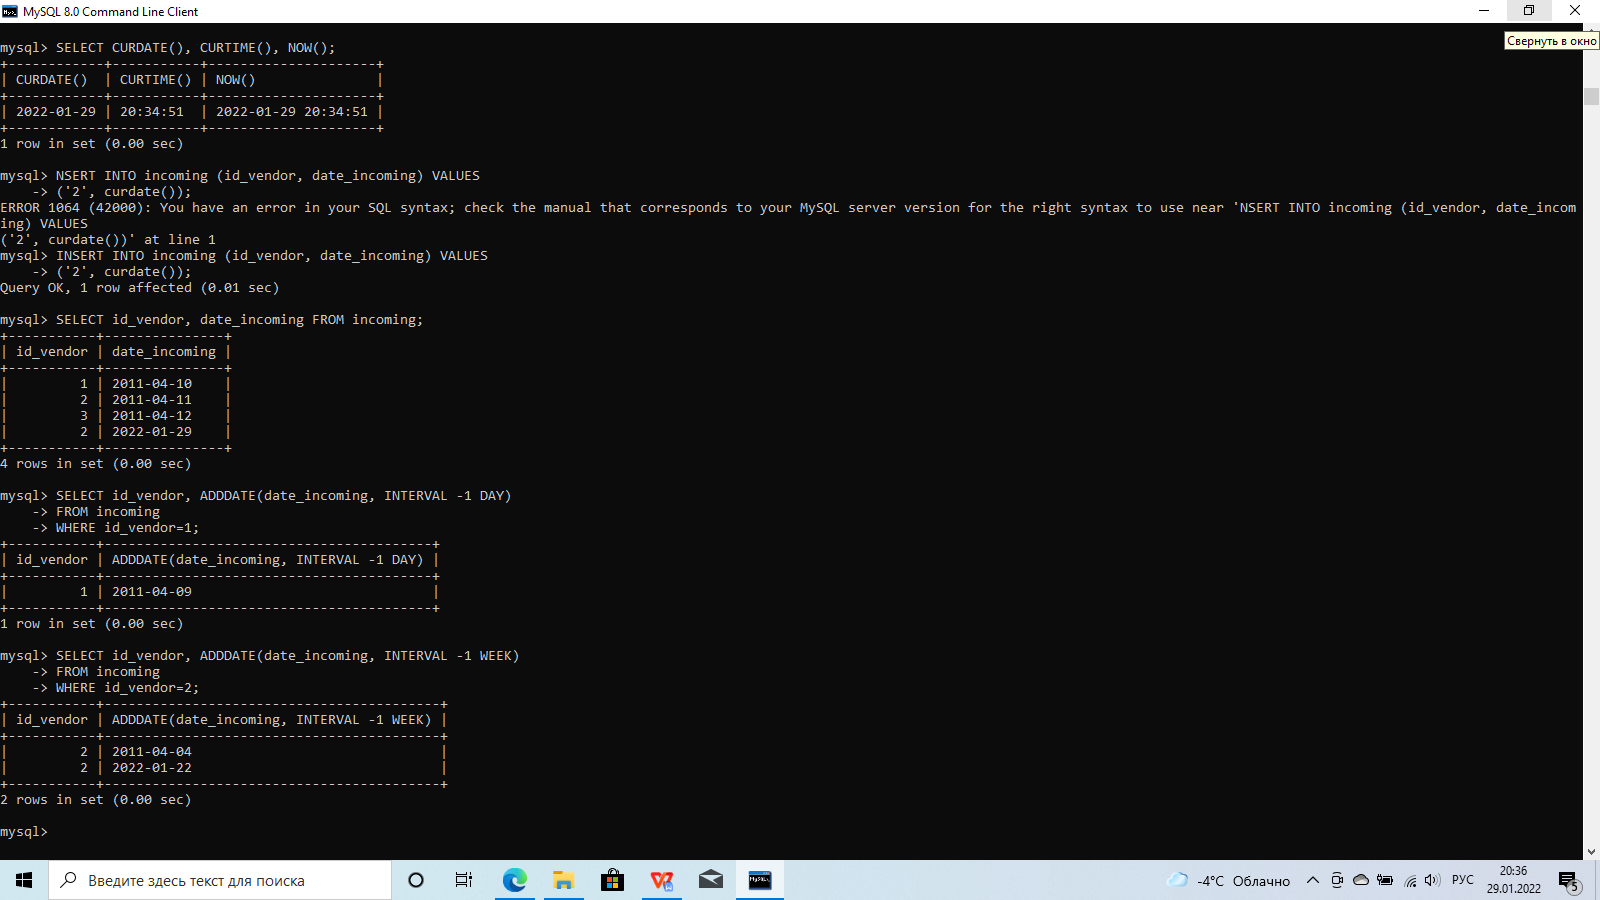 MySQL 8.0 Command Line Client
Свернуть в окно
mysql> SELECT CURDATE(), CURTIME(), NOW();
+------------+-----------+---------------------+
| CURDATE()  | CURTIME() | NOW()               |
+------------+-----------+---------------------+
| 2022-01-29 | 20:34:51  | 2022-01-29 20:34:51 |
+------------+-----------+---------------------+
1 row in set (0.00 sec)
mysql> NSERT INTO incoming (id_vendor, date_incoming) VALUES
    -> ('2', curdate());
ERROR 1064 (42000): You have an error in your SQL syntax; check the manual that corresponds to your MySQL server version for the right syntax to use near 'NSERT INTO incoming (id_vendor, date_incom
ing) VALUES
('2', curdate())' at line 1
mysql> INSERT INTO incoming (id_vendor, date_incoming) VALUES
    -> ('2', curdate());
Query OK, 1 row affected (0.01 sec)
mysql> SELECT id_vendor, date_incoming FROM incoming;
+-----------+---------------+
| id_vendor | date_incoming |
+-----------+---------------+
|         1 | 2011-04-10    |
|         2 | 2011-04-11    |
|         3 | 2011-04-12    |
|         2 | 2022-01-29    |
+-----------+---------------+
4 rows in set (0.00 sec)
mysql> SELECT id_vendor, ADDDATE(date_incoming, INTERVAL -1 DAY)
    -> FROM incoming
    -> WHERE id_vendor=1;
+-----------+-----------------------------------------+
| id_vendor | ADDDATE(date_incoming, INTERVAL -1 DAY) |
+-----------+-----------------------------------------+
|         1 | 2011-04-09                              |
+-----------+-----------------------------------------+
1 row in set (0.00 sec)
mysql> SELECT id_vendor, ADDDATE(date_incoming, INTERVAL -1 WEEK)
    -> FROM incoming
    -> WHERE id_vendor=2;
+-----------+------------------------------------------+
| id_vendor | ADDDATE(date_incoming, INTERVAL -1 WEEK) |
+-----------+------------------------------------------+
|         2 | 2011-04-04                               |
|         2 | 2022-01-22                               |
+-----------+------------------------------------------+
2 rows in set (0.00 sec)
mysql>
Введите здесь текст для поиска
-4°C Облачно
РУС
20:36
29.01.2022
5